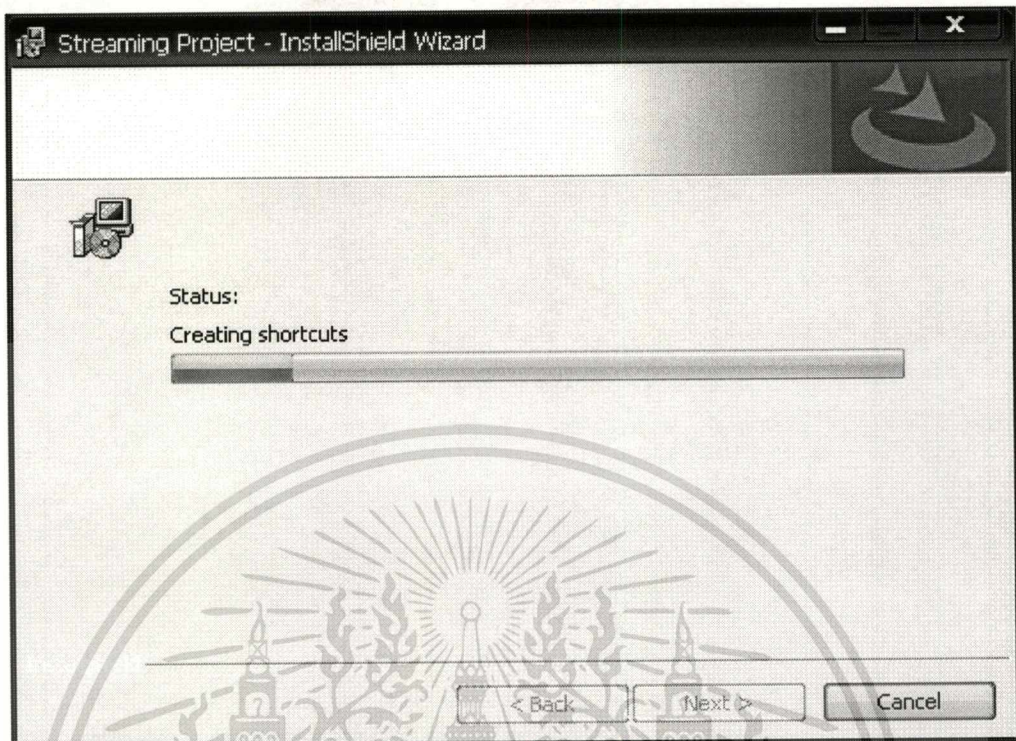 Streaming Project - InstallShield Wizard
Status:
Creating shortcuts
< Back Next > Cancel